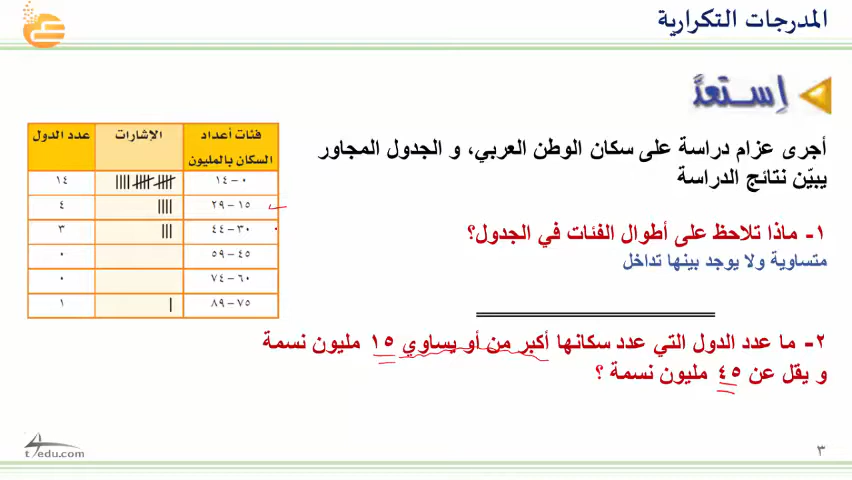 المدرجات التكرارية
إستعدَّ
أجرى عزام دراسة على سكان الوطن العربي، و الجدول المجاور
يبيّن نتائج الدراسة
فئات أعداد السكان بالمليون | الإشارات | عدد الدول
٠ – ١٤ | ١٤
١٥ – ٢٩ | ٤
٣٠ – ٤٤ | ٣
٤٥ – ٥٩ | ٠
٦٠ – ٧٤ | ٠
٧٥ – ٨٩ | ١
١- ماذا تلاحظ على أطوال الفئات في الجدول؟
متساوية ولا يوجد بينها تداخل
٢- ما عدد الدول التي عدد سكانها أكبر من أو يساوي ١٥ مليون نسمة
و يقل عن ٤٥ مليون نسمة ؟
t4edu.com
٣